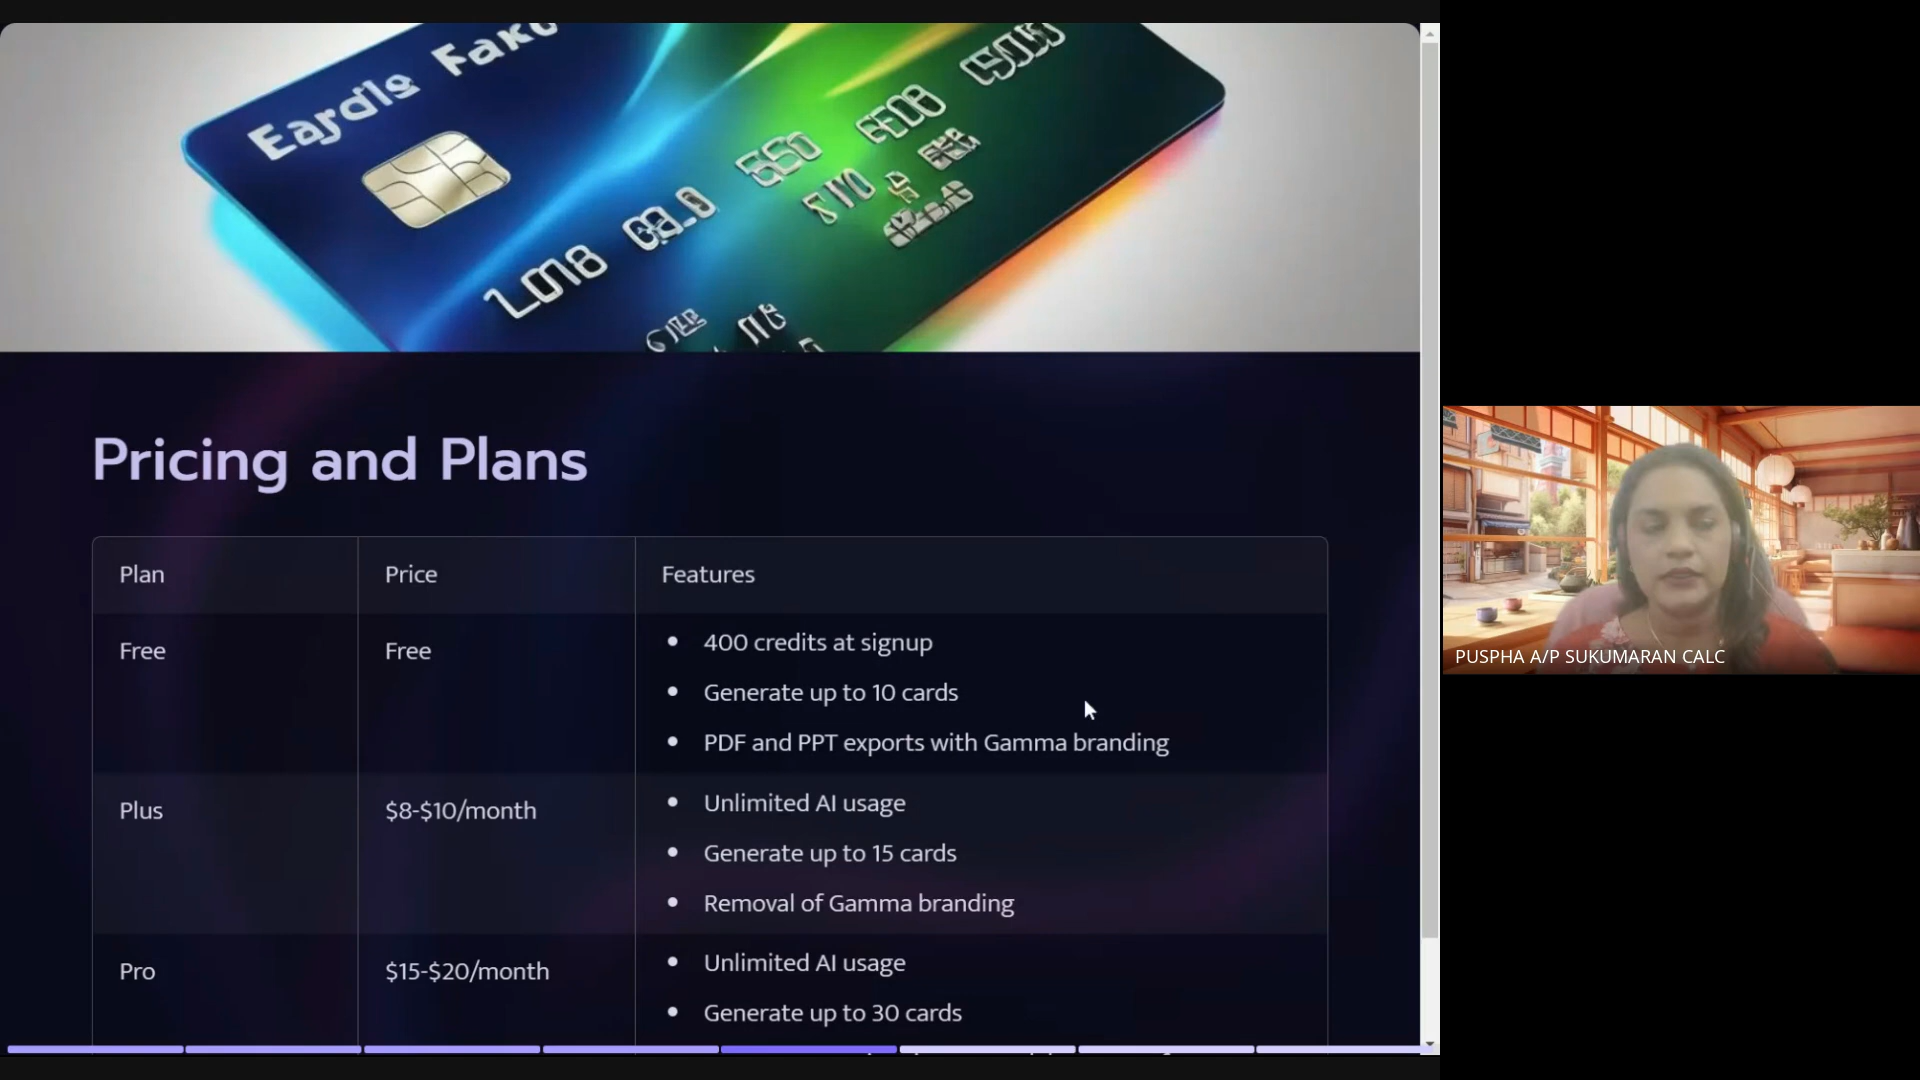 Pricing and Plans
Plan Price Features
Free Free
400 credits at signup
Generate up to 10 cards
PDF and PPT exports with Gamma branding
Plus $8-$10/month
Unlimited AI usage
Generate up to 15 cards
Removal of Gamma branding
Pro $15-$20/month
Unlimited AI usage
Generate up to 30 cards
PUSPHA A/P SUKUMARAN CALC